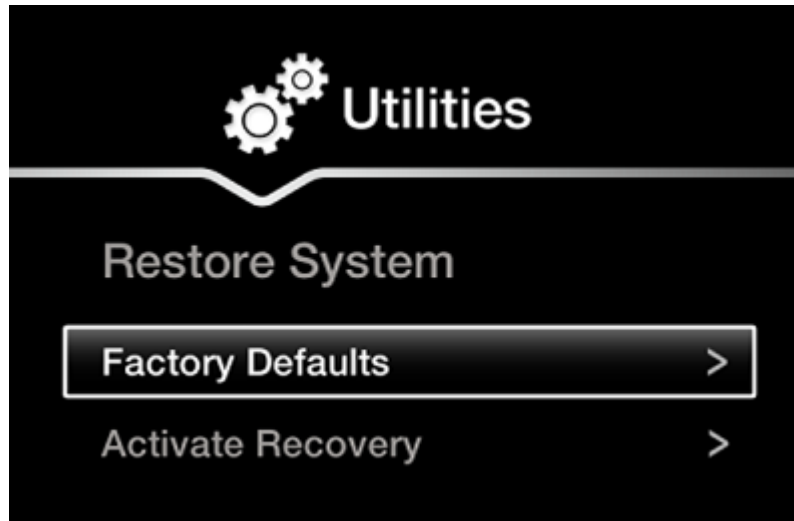 Utilities
Restore System
Factory Defaults >
Activate Recovery >